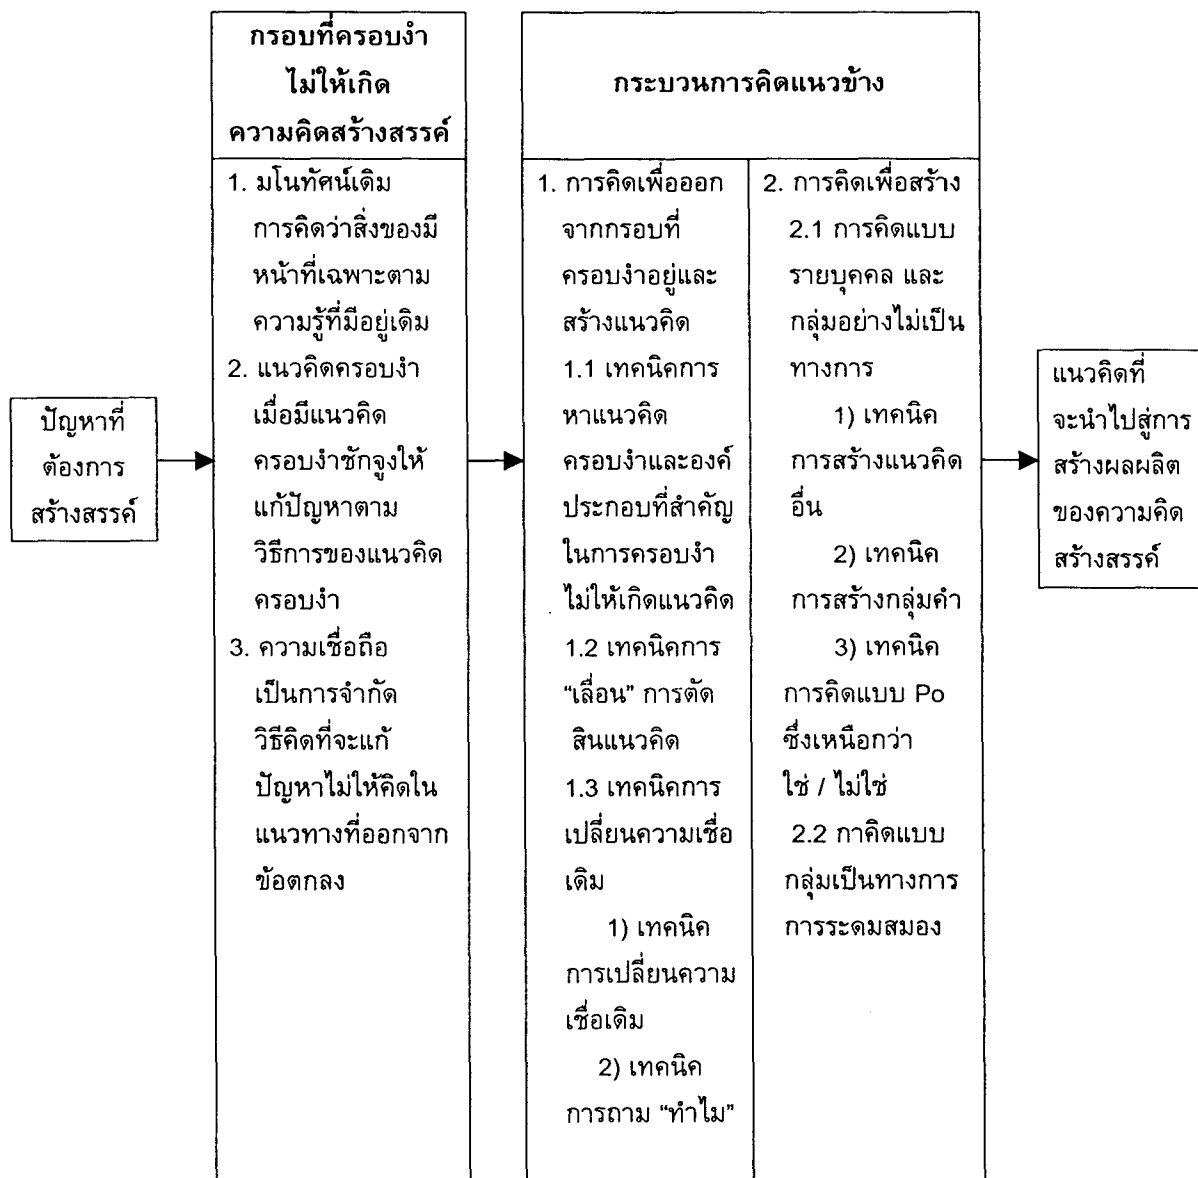 ปัญหาที่
ต้องการ
สร้างสรรค์
กรอบที่ครอบงำ
ไม่ให้เกิด
ความคิดสร้างสรรค์
1. มโนทัศน์เดิม
การคิดว่าสิ่งของมี
หน้าที่เฉพาะตาม
ความรู้ที่มีอยู่เดิม
2. แนวคิดครอบงำ
เมื่อมีแนวคิด
ครอบงำชักจูงให้
แก้ปัญหาตาม
วิธีการของแนวคิด
ครอบงำ
3. ความเชื่อถือ
เป็นการจำกัด
วิธีคิดที่จะแก้
ปัญหาไม่ให้คิดใน
แนวทางที่ออกจาก
ข้อตกลง
กระบวนการคิดแนวข้าง
1. การคิดเพื่อออก
จากกรอบที่
ครอบงำอยู่และ
สร้างแนวคิด
1.1 เทคนิคการ
หาแนวคิด
ครอบงำและองค์
ประกอบที่สำคัญ
ในการครอบงำ
ไม่ให้เกิดแนวคิด
1.2 เทคนิคการ
“เลื่อน” การตัด
สินแนวคิด
1.3 เทคนิคการ
เปลี่ยนความเชื่อ
เดิม
1) เทคนิค
การเปลี่ยนความ
เชื่อเดิม
2) เทคนิค
การถาม “ทำไม”
2. การคิดเพื่อสร้าง
2.1 การคิดแบบ
รายบุคคล และ
กลุ่มอย่างไม่เป็น
ทางการ
1) เทคนิค
การสร้างแนวคิด
อื่น
2) เทคนิค
การสร้างกลุ่มคำ
3) เทคนิค
การคิดแบบ Po
ซึ่งเหนือกว่า
ใช่ / ไม่ใช่
2.2 กาคิดแบบ
กลุ่มเป็นทางการ
การระดมสมอง
แนวคิดที่
จะนำไปสู่การ
สร้างผลผลิต
ของความคิด
สร้างสรรค์